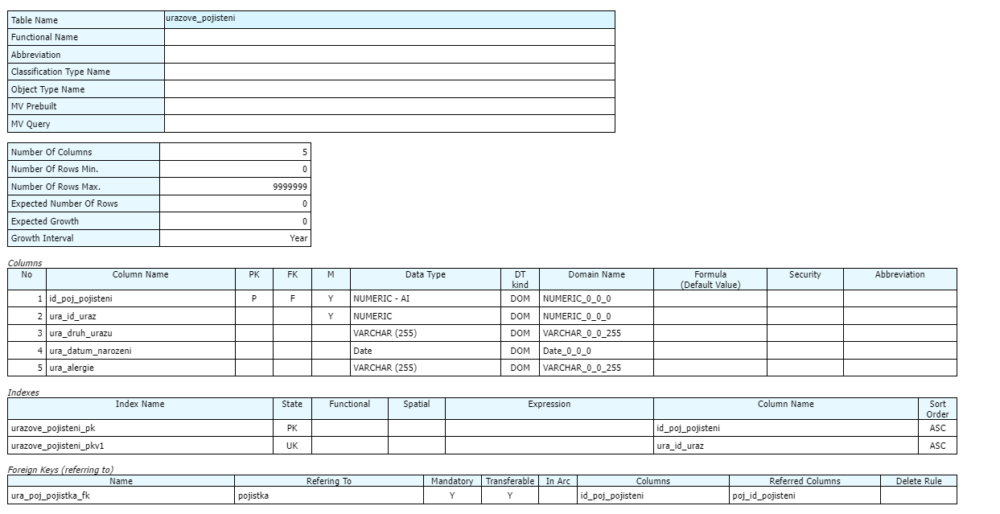 Table Name urazove_pojisteni
Functional Name
Abbreviation
Classification Type Name
Object Type Name
MV Prebuilt
MV Query
Number Of Columns 5
Number Of Rows Min. 0
Number Of Rows Max. 9999999
Expected Number Of Rows 0
Expected Growth 0
Growth Interval Year
Columns
No Column Name PK FK M Data Type DT kind Domain Name Formula (Default Value) Security Abbreviation
1 id_poj_pojisteni P F Y NUMERIC - AI DOM NUMERIC_0_0_0
2 ura_id_uraz Y NUMERIC DOM NUMERIC_0_0_0
3 ura_druh_urazu VARCHAR (255) DOM VARCHAR_0_0_255
4 ura_datum_narozeni Date DOM Date_0_0_0
5 ura_alergie VARCHAR (255) DOM VARCHAR_0_0_255
Indexes
Index Name State Functional Spatial Expression Column Name Sort Order
urazove_pojisteni_pk PK id_poj_pojisteni ASC
urazove_pojisteni_pkv1 UK ura_id_uraz ASC
Foreign Keys (referring to)
Name Refering To Mandatory Transferable In Arc Columns Referred Columns Delete Rule
ura_poj_pojistka_fk pojistka Y Y id_poj_pojisteni poj_id_pojisteni